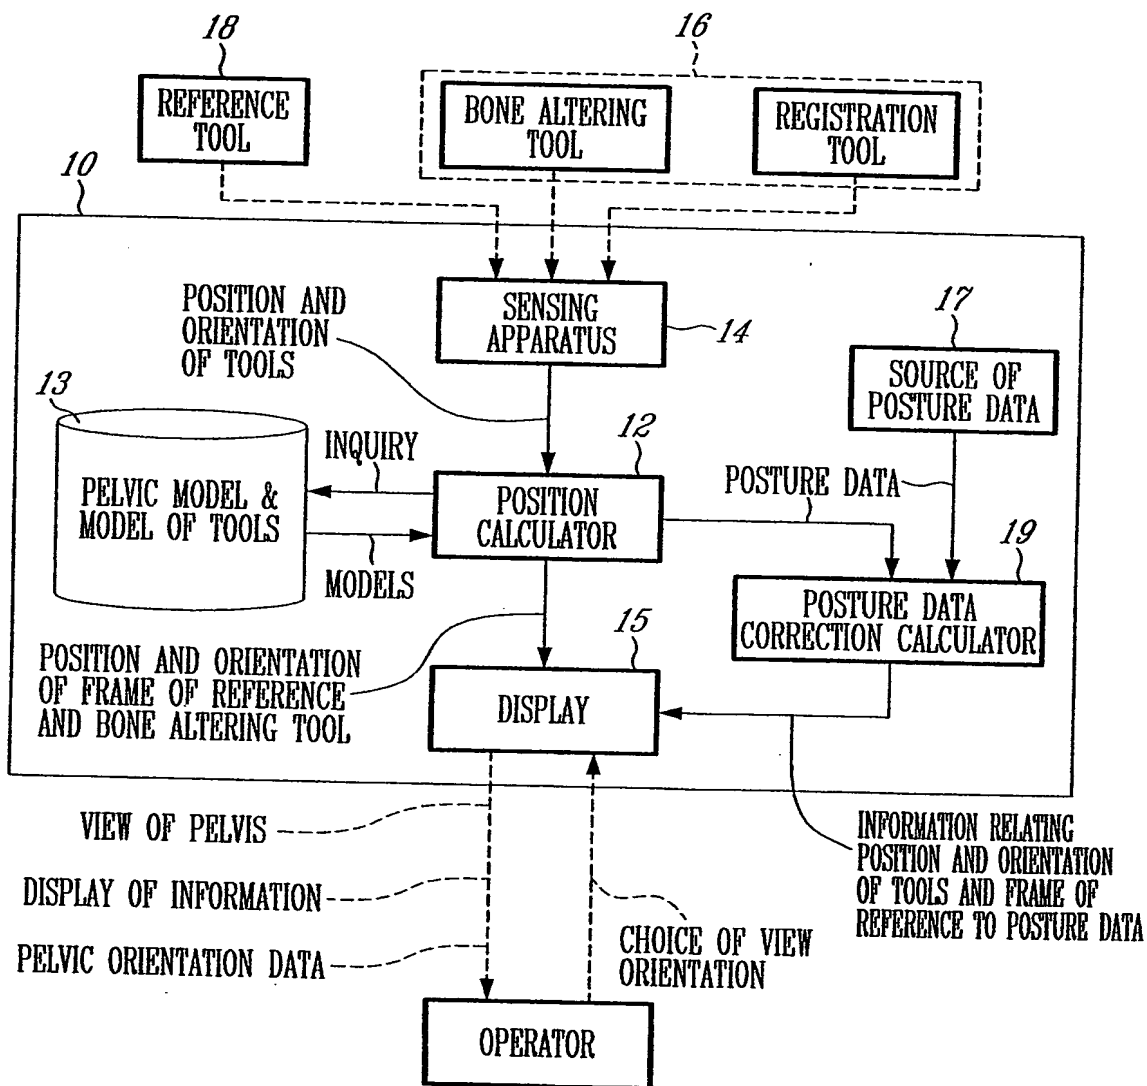 18
16
REFERENCE
TOOL
BONE ALTERING
TOOL
REGISTRATION
TOOL
10
POSITION AND
ORIENTATION
OF TOOLS
SENSING
APPARATUS
14
17
SOURCE OF
POSTURE DATA
13
INQUIRY
12
PELVIC MODEL &
MODEL OF TOOLS
POSITION
CALCULATOR
POSTURE DATA
MODELS
19
POSTURE DATA
CORRECTION CALCULATOR
POSITION AND ORIENTATION
OF FRAME OF REFERENCE
AND BONE ALTERING TOOL
15
DISPLAY
VIEW OF PELVIS
DISPLAY OF INFORMATION
PELVIC ORIENTATION DATA
CHOICE OF VIEW
ORIENTATION
INFORMATION RELATING
POSITION AND ORIENTATION
OF TOOLS AND FRAME OF
REFERENCE TO POSTURE DATA
OPERATOR